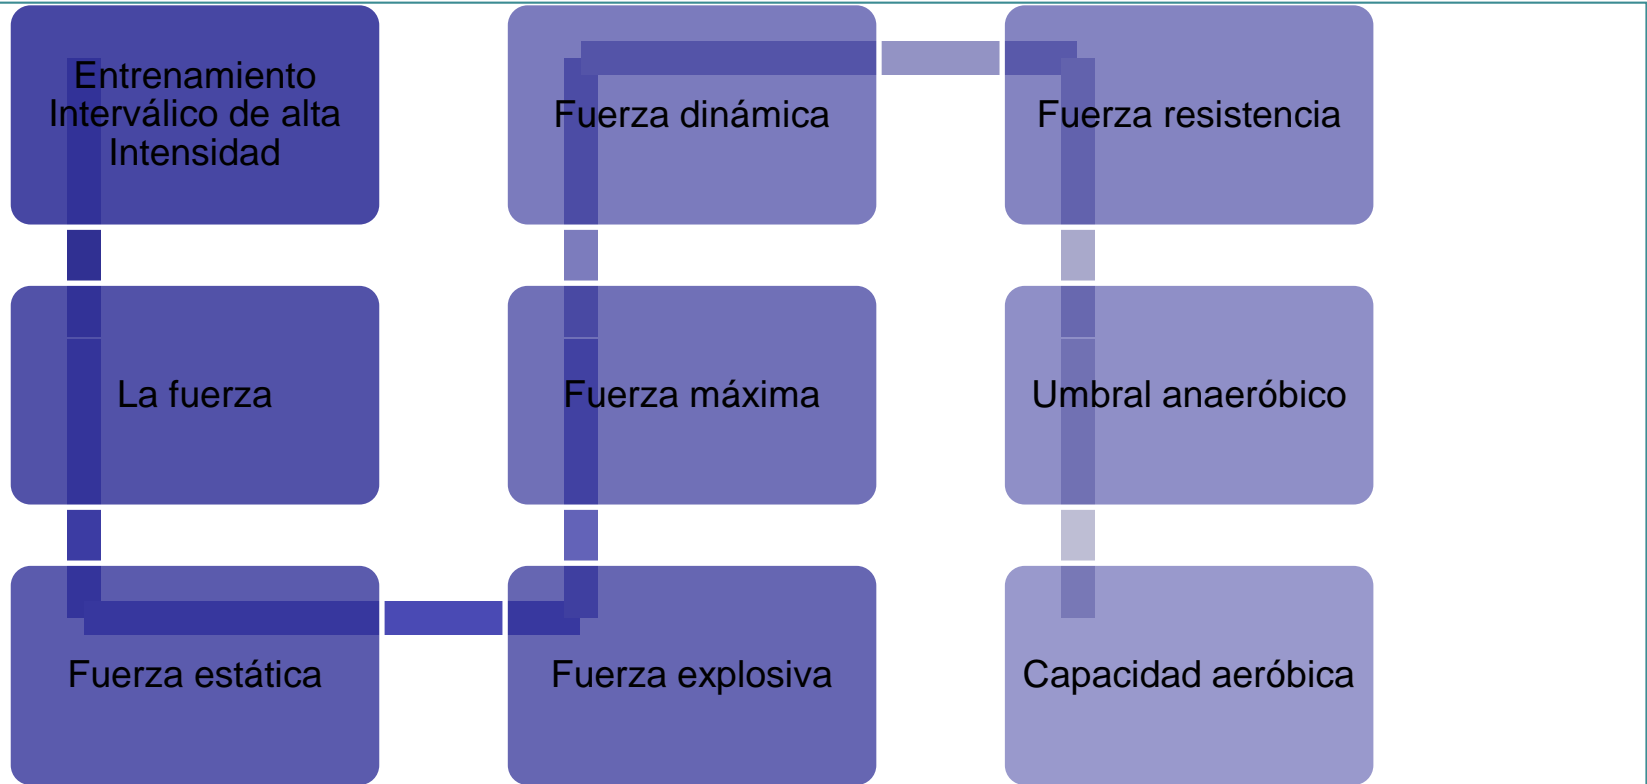 Entrenamiento
Interválico de alta
Intensidad
La fuerza
Fuerza estática
Fuerza explosiva
Fuerza máxima
Fuerza dinámica
Fuerza resistencia
Umbral anaeróbico
Capacidad aeróbica